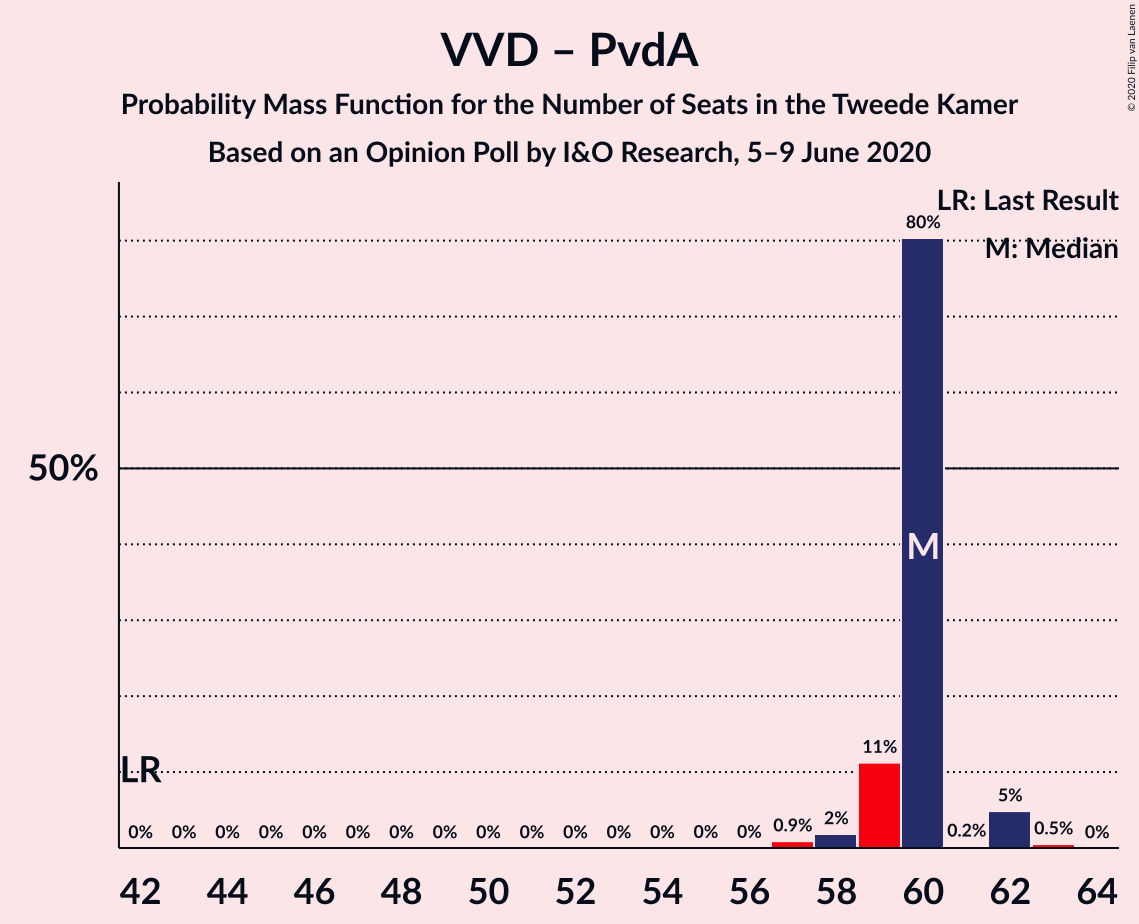 VVD – PvdA
Probability Mass Function for the Number of Seats in the Tweede Kamer
Based on an Opinion Poll by I&O Research, 5–9 June 2020
© 2020 Filip van Laenen
LR: Last Result
M: Median
80%
50%
M
LR
11%
0% 0% 0% 0% 0% 0% 0% 0% 0% 0% 0% 0% 0% 0% 0% 0.9% 2% 0.2% 5% 0.5% 0%
42 44 46 48 50 52 54 56 58 60 62 64